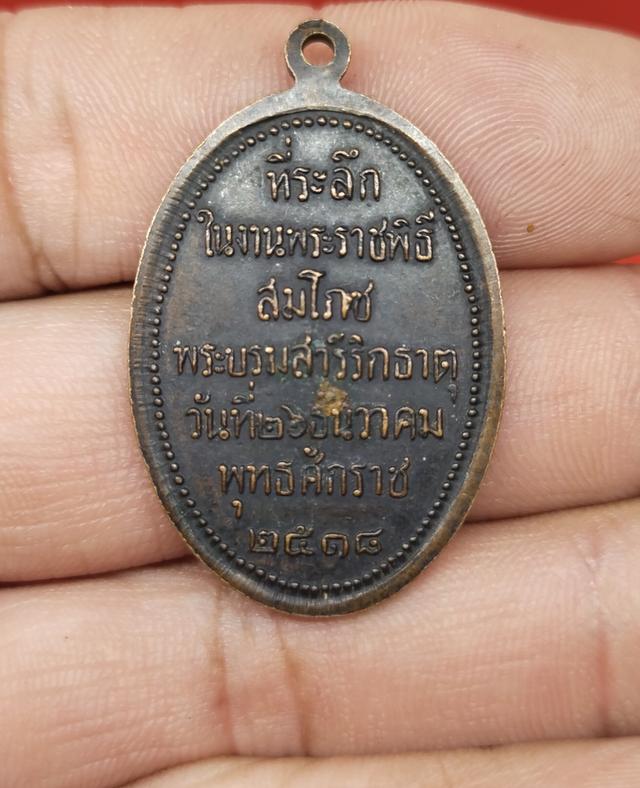 ที่ระลึก
ในงานพระราชพิธี
สมโภช
พระบรมสารีริกธาตุ
วันที่๒๖ธันวาคม
พุทธศักราช
๒๕๑๘